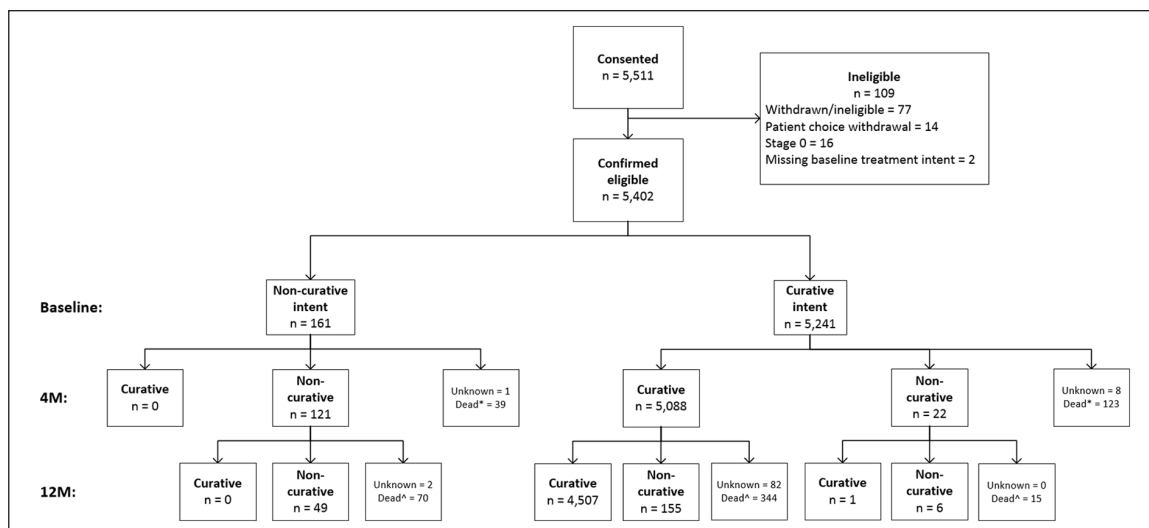 Consented
n = 5,511
Ineligible
n = 109
Withdrawn/ineligible = 77
Patient choice withdrawal = 14
Stage 0 = 16
Missing baseline treatment intent = 2
Confirmed
eligible
n = 5,402
Baseline:
Non-curative
intent
n = 161
Curative
intent
n = 5,241
4M:
Curative
n = 0
Non-
curative
n = 121
Unknown = 1
Dead* = 39
Curative
n = 5,088
Non-
curative
n = 22
Unknown = 8
Dead* = 123
12M:
Curative
n = 0
Non-
curative
n = 49
Unknown = 2
Dead^ = 70
Curative
n = 4,507
Non-
curative
n = 155
Unknown = 82
Dead^ = 344
Curative
n = 1
Non-
curative
n = 6
Unknown = 0
Dead^ = 15